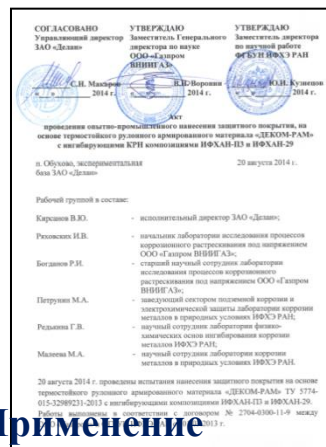 СОГЛАСОВАНО УТВЕРЖДАЮ УТВЕРЖДАЮ
Управляющий директор Заместитель Генерального Заместитель директора
ЗАО «Делан» директора по науке по научной работе
ООО «Газпром ФГБУН ИФХЭ РАН
ВНИИГАЗ»
С.Н. Макаров В.В. Воронин Ю.И. Кузнецов
2014 г. 2014 г. 2014 г.
Акт
проведения опытно-промышленного нанесения защитного покрытия, на
основе термостойкого рулонного армированного материала «ДЕКОМ-РАМ»
с ингибирующими КРН композициями ИФХАН-ПЗ и ИФХАН-29
п. Обухово, экспериментальная 20 августа 2014 г.
база ЗАО «Делан»
Рабочей группой в составе:
Кирсанов В.Ю. - исполнительный директор ЗАО «Делан»;
Ряховских И.В. - начальник лаборатории исследования процессов
коррозионного растрескивания под напряжением
ООО «Газпром ВНИИГАЗ»;
Богданов Р.И. - старший научный сотрудник лаборатории
исследования процессов коррозионного
растрескивания под напряжением ООО «Газпром
ВНИИГАЗ»;
Петрунин М.А. - заведующий сектором подземной коррозии и
электрохимической защиты лаборатории коррозии
металлов в природных условиях ИФХЭ РАН;
Редькина Г.В. - научный сотрудник лаборатории физико-
химических основ ингибирования коррозии
металлов ИФХЭ РАН;
Малеева М.А. - научный сотрудник лаборатории коррозии
металлов в природных условиях ИФХЭ РАН.
20 августа 2014 г. проведены испытания нанесения защитного покрытия на основе
термостойкого рулонного армированного материала «ДЕКОМ-РАМ» ТУ 5774-
015-32989231-2013 с ингибирующими композициями ИФХАН-ПЗ и ИФХАН-29.
Работы выполнены в соответствии с договором № 2704-0300-11-9 между
2013 г.
Применение